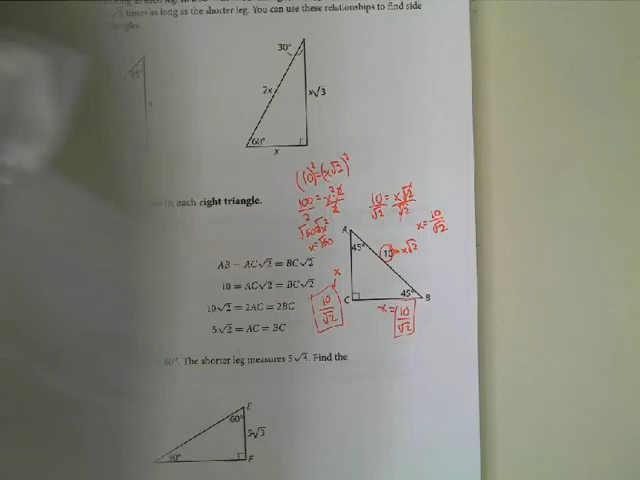 times as long as the shorter leg. You can use these relationships to find side
30°
45°
2x
x√3
x
60°
x
(10)² = (x√2)²
100/2 = x²·2/2
√50 = √x²
x = √50
10/√2 = x√2/√2
x = 10/√2
in each right triangle.
A
45°
10 = x√2
AB = AC√2 = BC√2
10 = AC√2 = BC√2
10√2 = 2AC = 2BC
5√2 = AC = BC
x
10/√2
C
45°
B
x = 10/√2
60°. The shorter leg measures Find the
E
60°
5√3
30°
F